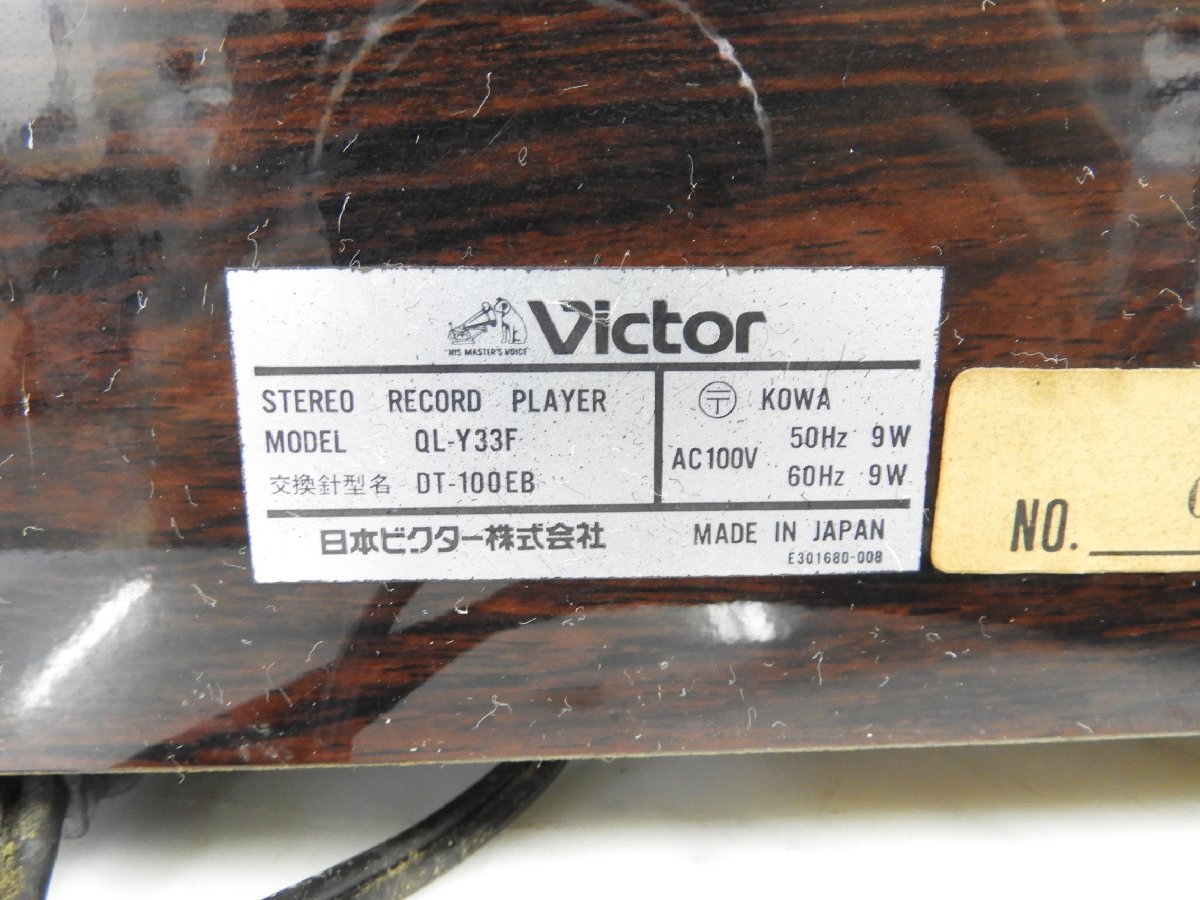 "HIS MASTER'S VOICE"
Victor
STEREO RECORD PLAYER
MODEL QL-Y33F
交換針型名 DT-100EB
〒 KOWA
AC100V 50Hz 9W
60Hz 9W
日本ビクター株式会社
MADE IN JAPAN
E301680-008
NO.